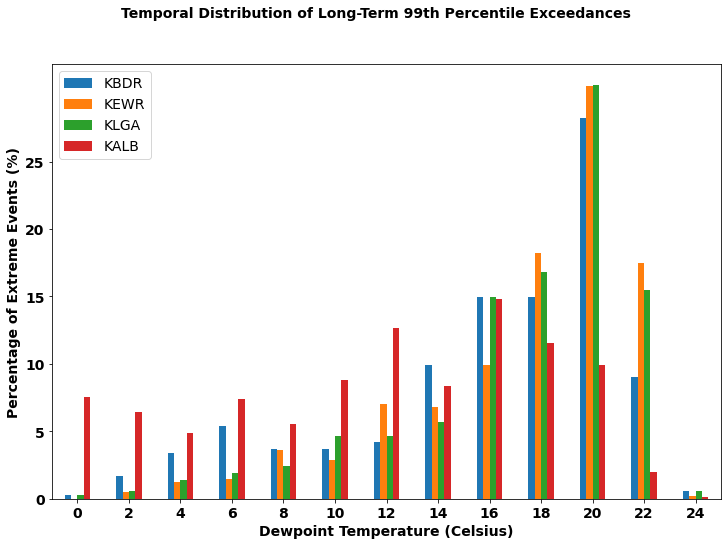 Temporal Distribution of Long-Term 99th Percentile Exceedances
KBDR
KEWR
KLGA
KALB
Percentage of Extreme Events (%)
25
20
15
10
5
0
0 2 4 6 8 10 12 14 16 18 20 22 24
Dewpoint Temperature (Celsius)